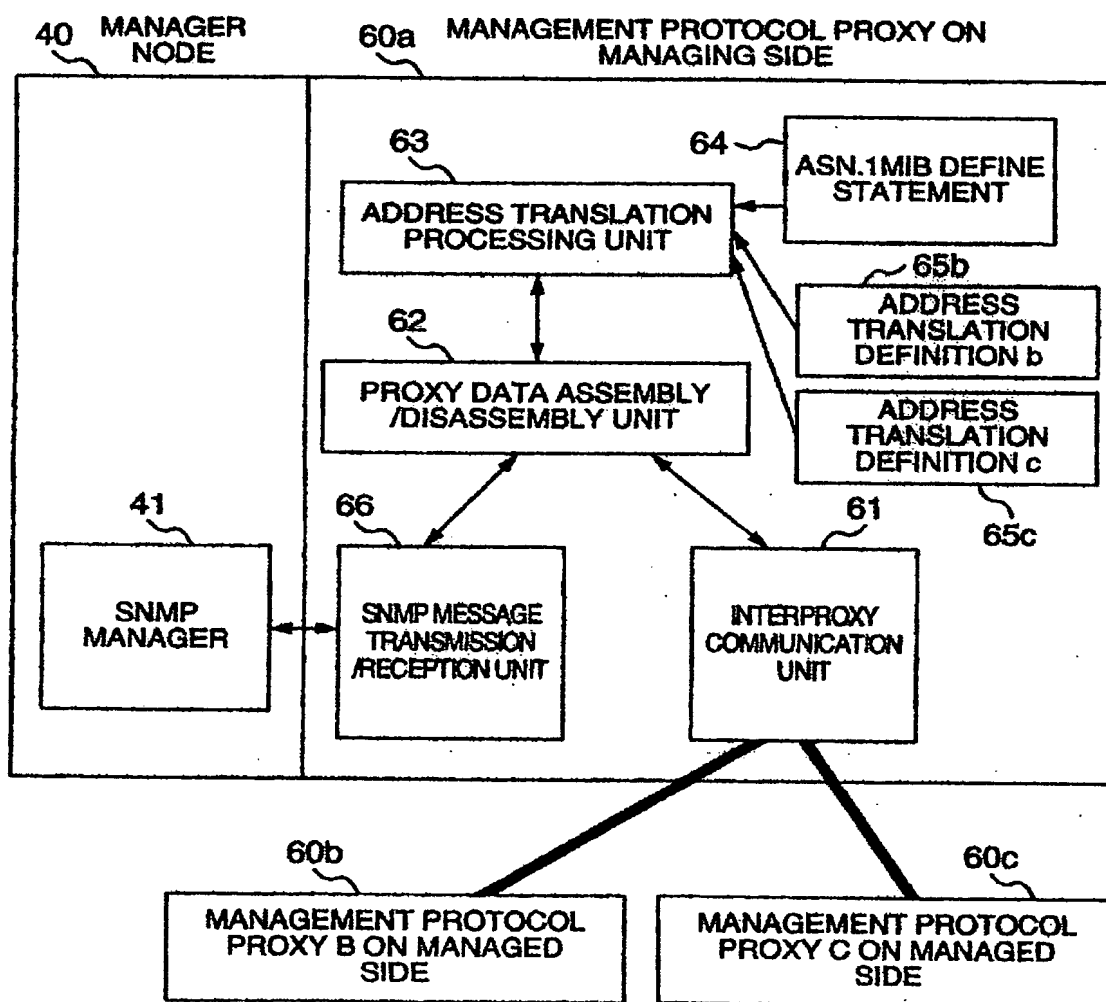 40
MANAGER
NODE
60a
MANAGEMENT PROTOCOL PROXY ON
MANAGING SIDE
63
ADDRESS TRANSLATION
PROCESSING UNIT
64
ASN.1MIB DEFINE
STATEMENT
65b
ADDRESS
TRANSLATION
DEFINITION b
62
PROXY DATA ASSEMBLY
/DISASSEMBLY UNIT
ADDRESS
TRANSLATION
DEFINITION c
65c
41
SNMP
MANAGER
66
SNMP MESSAGE
TRANSMISSION
/RECEPTION UNIT
61
INTERPROXY
COMMUNICATION
UNIT
60b
MANAGEMENT PROTOCOL
PROXY B ON MANAGED
SIDE
60c
MANAGEMENT PROTOCOL
PROXY C ON MANAGED
SIDE